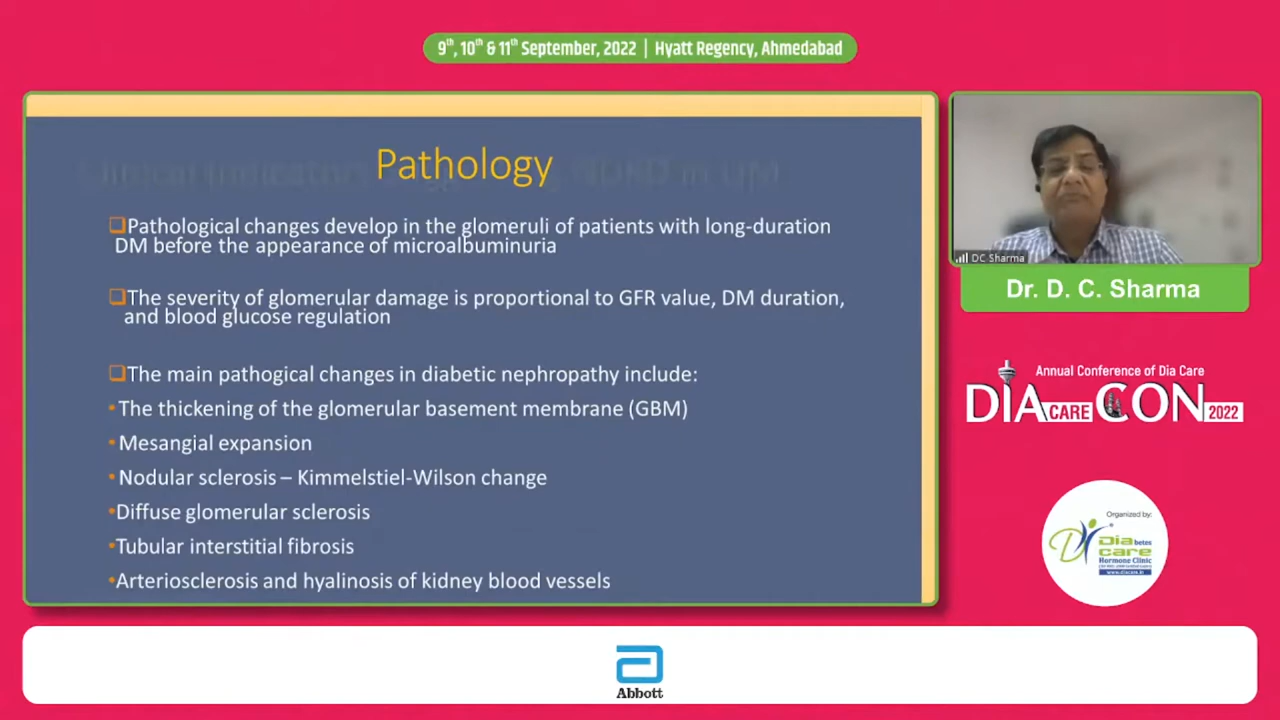 9th, 10th & 11th September, 2022 | Hyatt Regency, Ahmedabad
Pathology
❑Pathological changes develop in the glomeruli of patients with long-duration
DM before the appearance of microalbuminuria
❑The severity of glomerular damage is proportional to GFR value, DM duration,
and blood glucose regulation
❑The main pathogical changes in diabetic nephropathy include:
•The thickening of the glomerular basement membrane (GBM)
•Mesangial expansion
•Nodular sclerosis – Kimmelstiel-Wilson change
•Diffuse glomerular sclerosis
•Tubular interstitial fibrosis
•Arteriosclerosis and hyalinosis of kidney blood vessels
DC Sharma
Dr. D. C. Sharma
Annual Conference of Dia Care
DIA CARE CON 2022
Organized by:
Diabetes
care
Hormone Clinic
www.diacare.in
Abbott